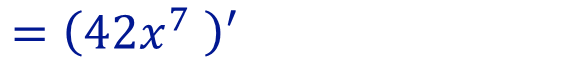 = (42x⁷ )′